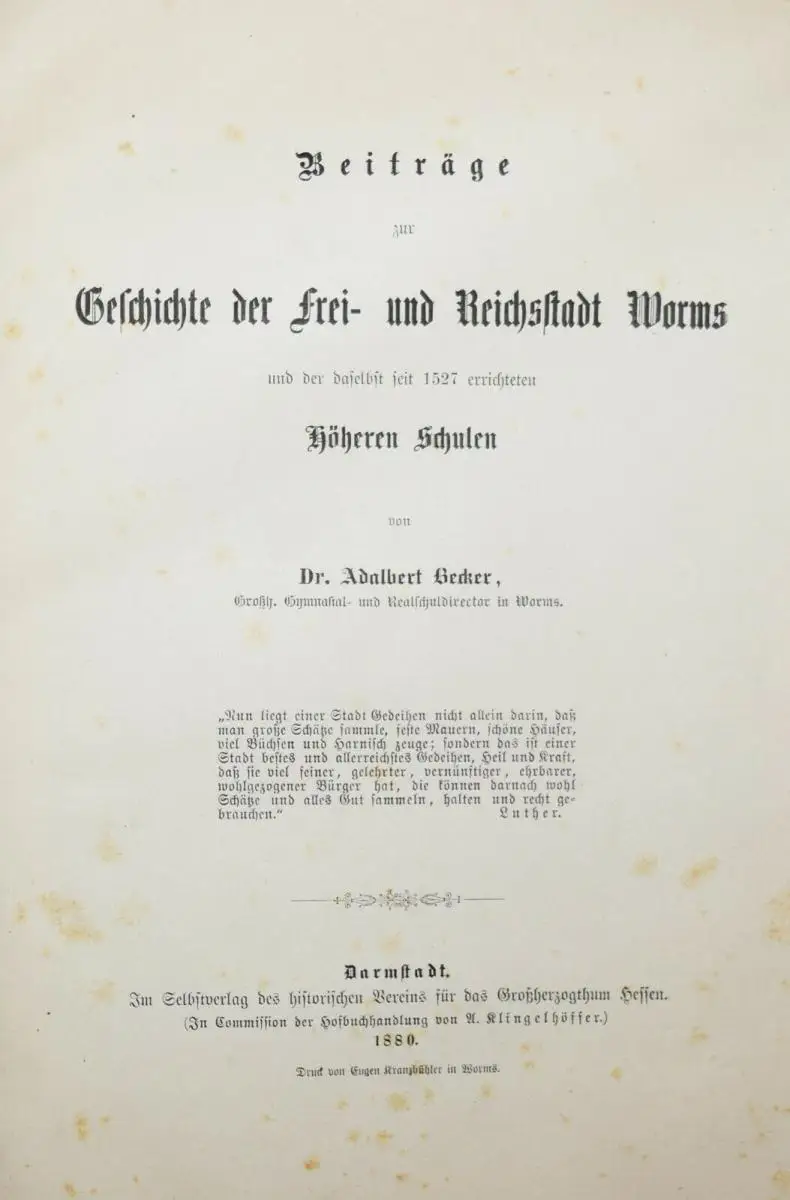 Beiträge
zur
Geschichte der Frei- und Reichsstadt Worms
und der daselbst seit 1527 errichteten
Höheren Schulen
von
Dr. Adalbert Becker,
Großh. Gymnasial- und Realschuldirector in Worms.
„Nun liegt einer Stadt Gedeihen nicht allein darin, daß
man große Schätze sammle, feste Mauern, schöne Häuser,
viel Büchsen und Harnisch zeuge; sondern das ist einer
Stadt bestes und allerreichstes Gedeihen, Heil und Kraft,
daß sie viel feiner, gelehrter, vernünftiger, ehrbarer,
wohlgezogener Bürger hat, die können darnach wohl
Schätze und alles Gut sammeln, halten und recht ge-
brauchen.“ Luther.
Darmstadt.
Im Selbstverlag des historischen Vereins für das Großherzogthum Hessen.
(In Commission der Hofbuchhandlung von A. Klingelhöffer.)
1880.
Druck von Eugen Kranzbühler in Worms.